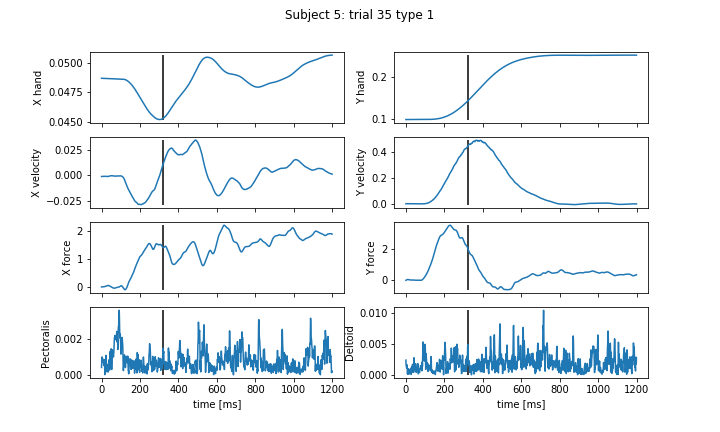 Subject 5: trial 35 type 1
X hand
0.0500
0.0475
0.0450
Y hand
0.2
0.1
X velocity
0.025
0.000
−0.025
Y velocity
0.4
0.2
0.0
X force
2
1
0
Y force
2
0
Pectoralis
0.002
0.000
0 200 400 600 800 1000 1200
time [ms]
Deltoid
0.010
0.005
0.000
0 200 400 600 800 1000 1200
time [ms]